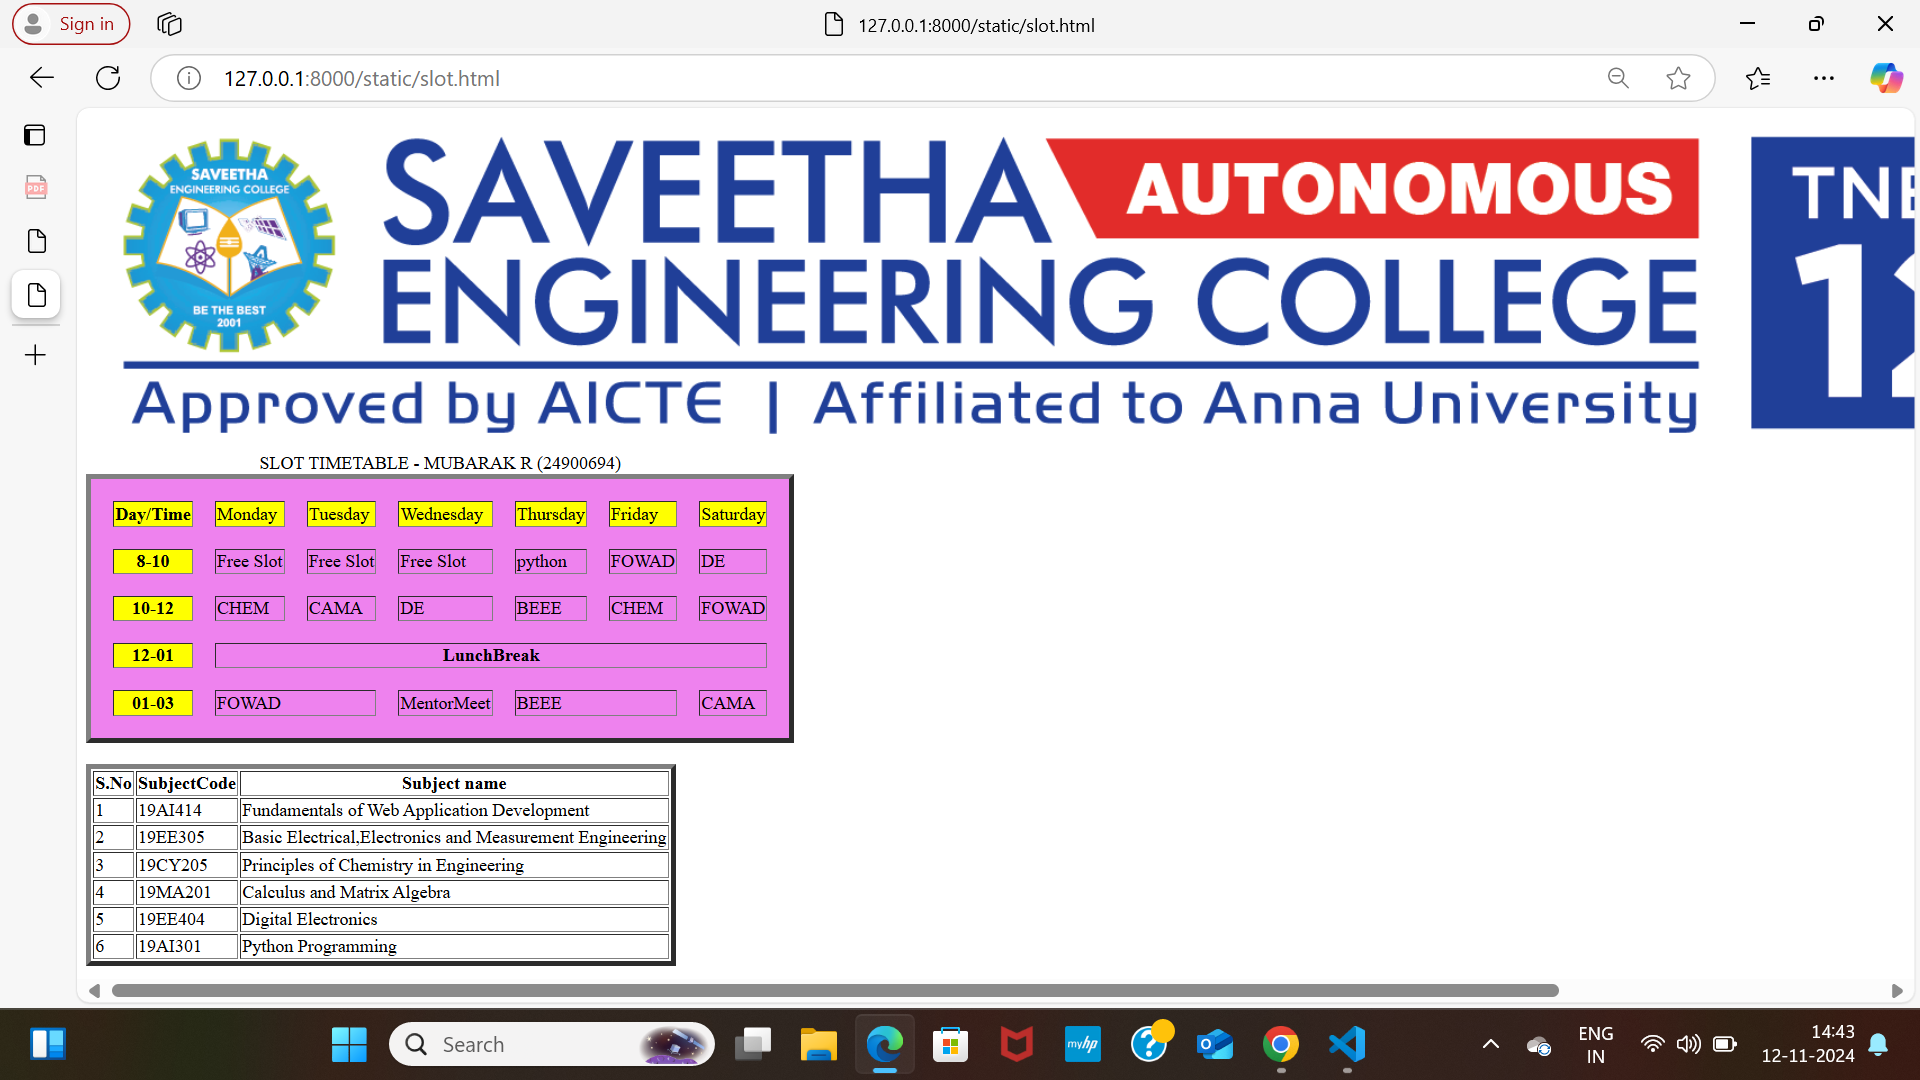 Sign in
127.0.0.1:8000/static/slot.html
127.0.0.1:8000/static/slot.html
PDF
SAVEETHA
ENGINEERING COLLEGE
BE THE BEST
2001
SAVEETHA AUTONOMOUS
ENGINEERING COLLEGE
Approved by AICTE | Affiliated to Anna University
SLOT TIMETABLE - MUBARAK R (24900694)
Day/Time Monday Tuesday Wednesday Thursday Friday Saturday
8-10 Free Slot Free Slot Free Slot python FOWAD DE
10-12 CHEM CAMA DE BEEE CHEM FOWAD
12-01 LunchBreak
01-03 FOWAD MentorMeet BEEE CAMA
S.No SubjectCode Subject name
1 19AI414 Fundamentals of Web Application Development
2 19EE305 Basic Electrical,Electronics and Measurement Engineering
3 19CY205 Principles of Chemistry in Engineering
4 19MA201 Calculus and Matrix Algebra
5 19EE404 Digital Electronics
6 19AI301 Python Programming
Search
myhp
ENG
IN
14:43
12-11-2024